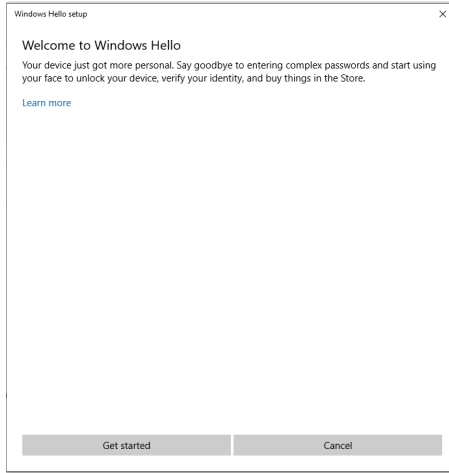 Windows Hello setup
Welcome to Windows Hello
Your device just got more personal. Say goodbye to entering complex passwords and start using
your face to unlock your device, verify your identity, and buy things in the Store.
Learn more
Get started
Cancel